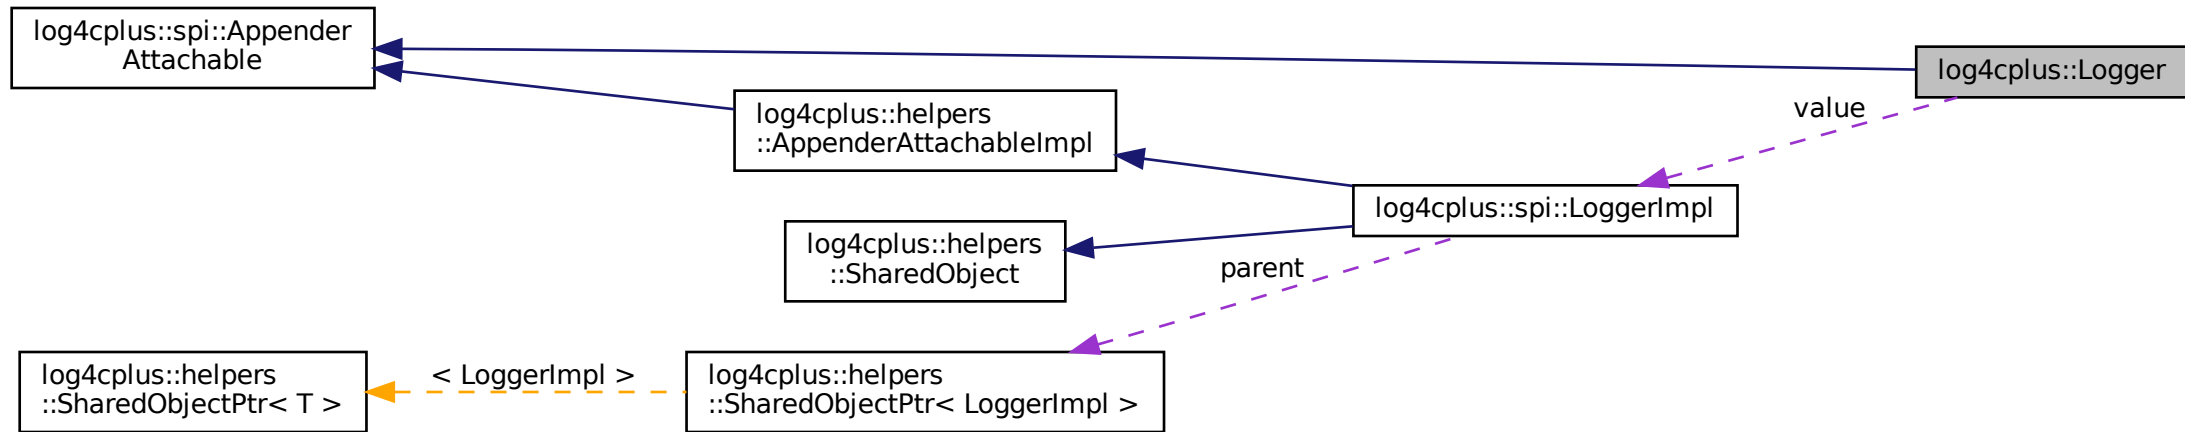 log4cplus::spi::Appender
Attachable
log4cplus::Logger
value
log4cplus::helpers
::AppenderAttachableImpl
log4cplus::spi::LoggerImpl
log4cplus::helpers
::SharedObject
parent
log4cplus::helpers
::SharedObjectPtr< T >
< LoggerImpl >
log4cplus::helpers
::SharedObjectPtr< LoggerImpl >